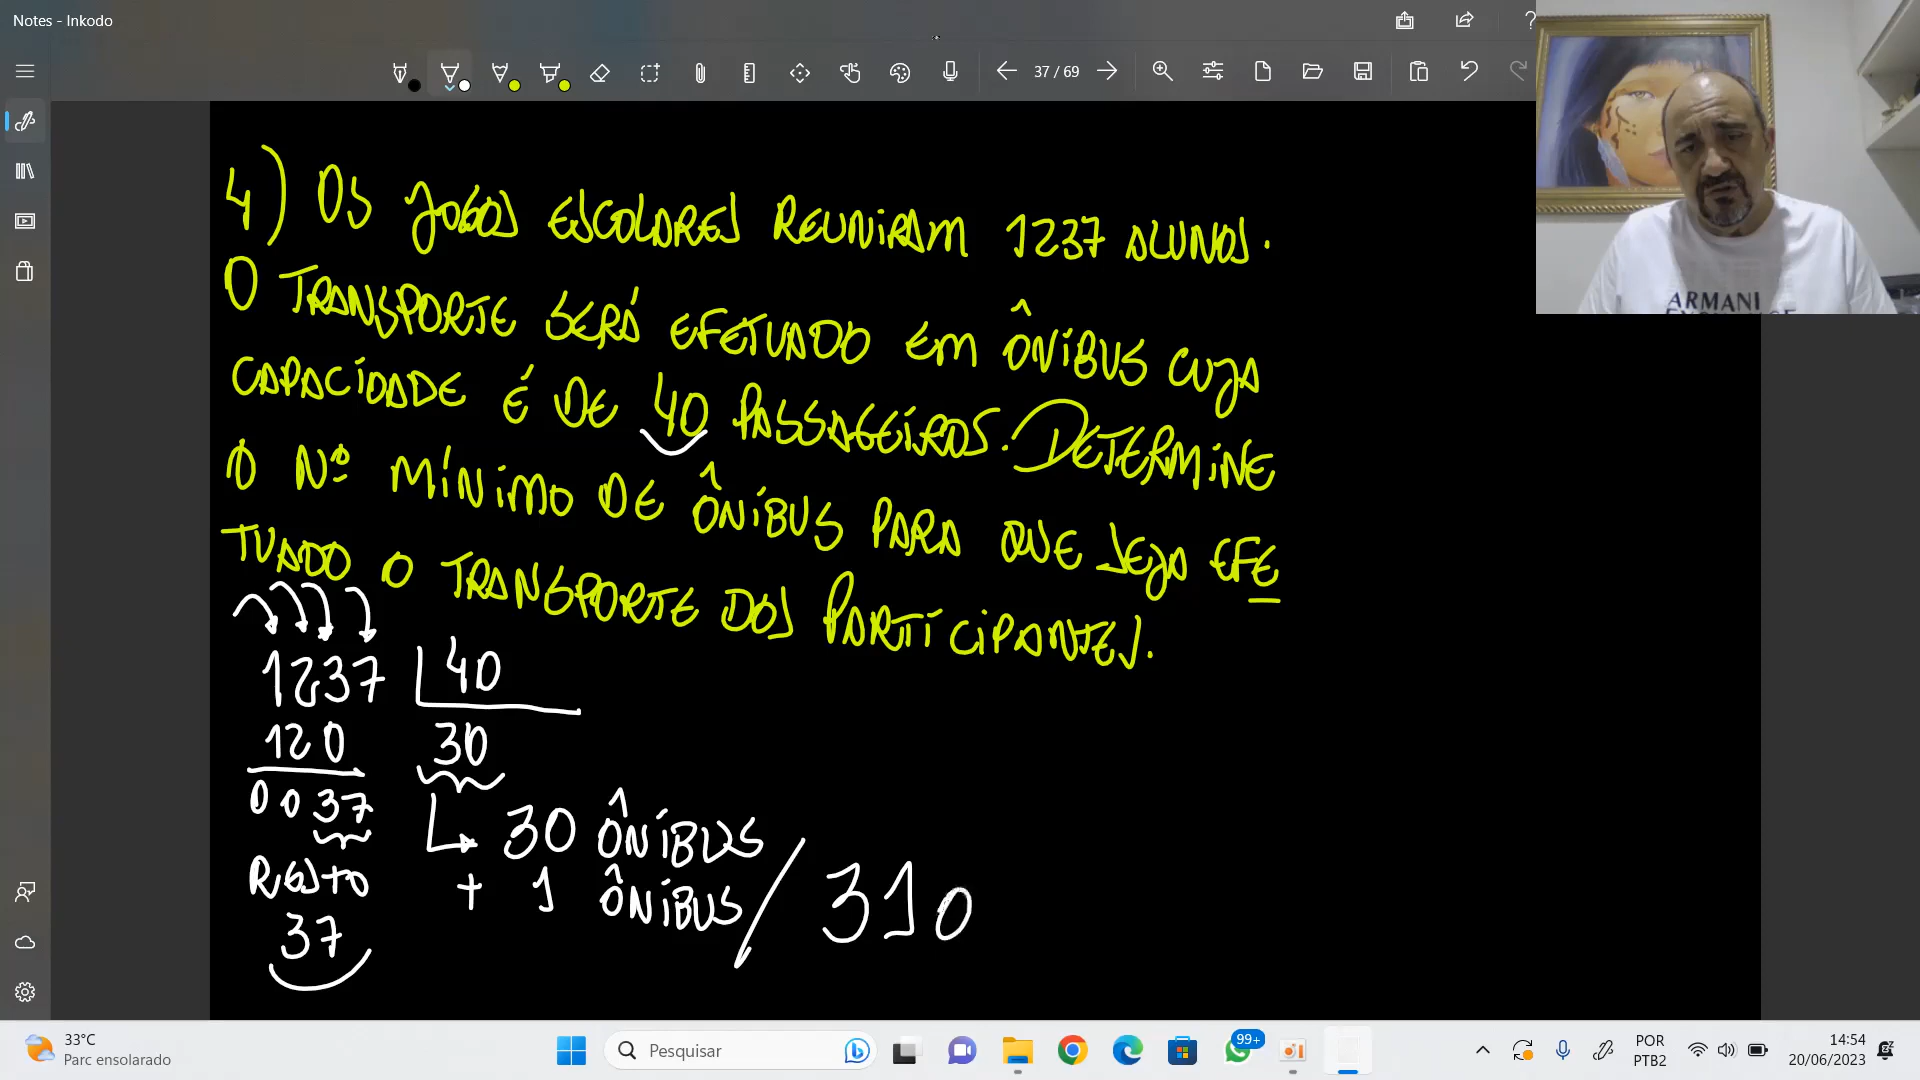 Notes - Inkodo
37 / 69
4) OS JOGOS ESCOLARES REUNIRAM 1237 ALUNOS.
O TRANSPORTE SERÁ EFETUADO EM ÔNIBUS CUJA
CAPACIDADE É DE 40 PASSAGEIROS. DETERMINE
O Nº MÍNIMO DE ÔNIBUS PARA QUE SEJA EFE
TUADO O TRANSPORTE DOS PARTICIPANTES.
1237 40
120 30
0037
30 ÔNIBUS
RESTO
+ 1 ÔNIBUS
310
37
ARMANI
33°C
Parc ensolarado
Pesquisar
99+
POR
PTB2
14:54
20/06/2023